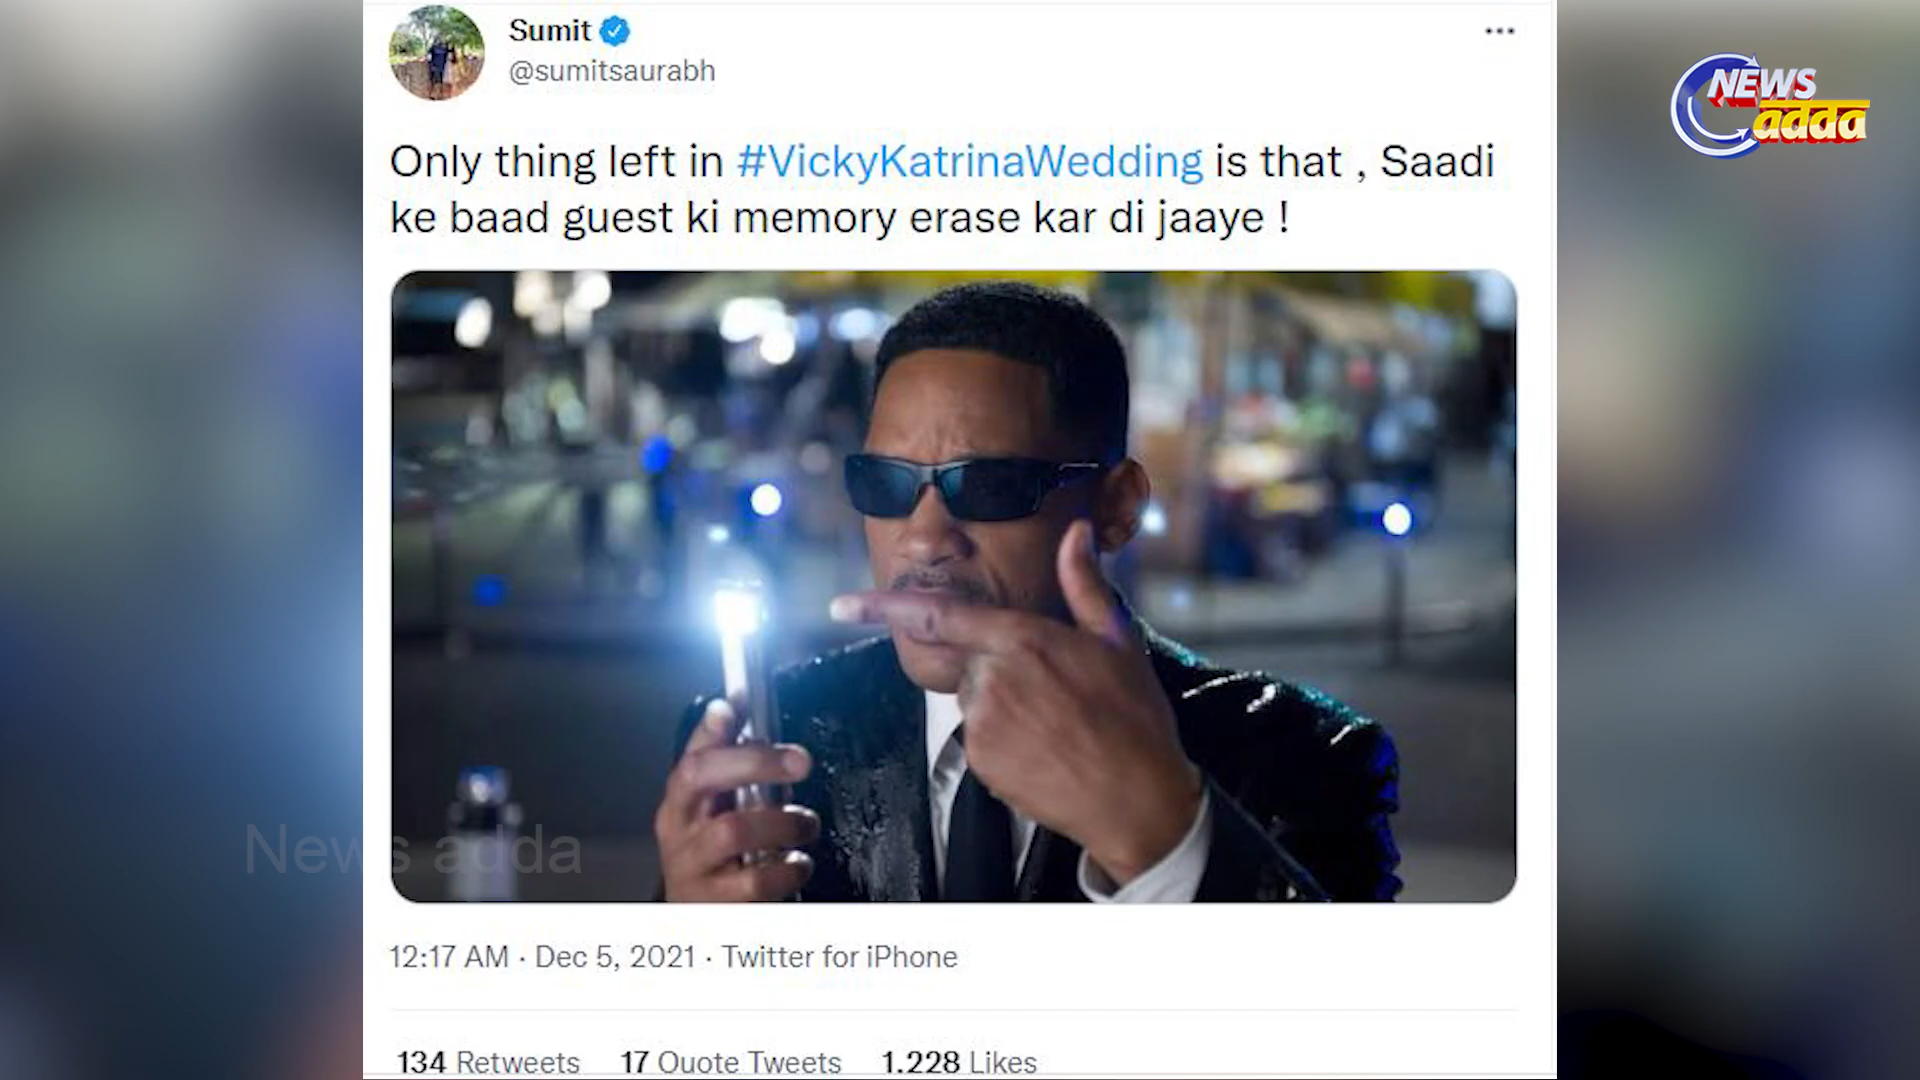 Sumit
@sumitsaurabh
NEWS
adda
Only thing left in #VickyKatrinaWedding is that , Saadi
ke baad guest ki memory erase kar di jaaye !
News adda
12:17 AM · Dec 5, 2021 · Twitter for iPhone
134 Retweets 17 Quote Tweets 1,228 Likes